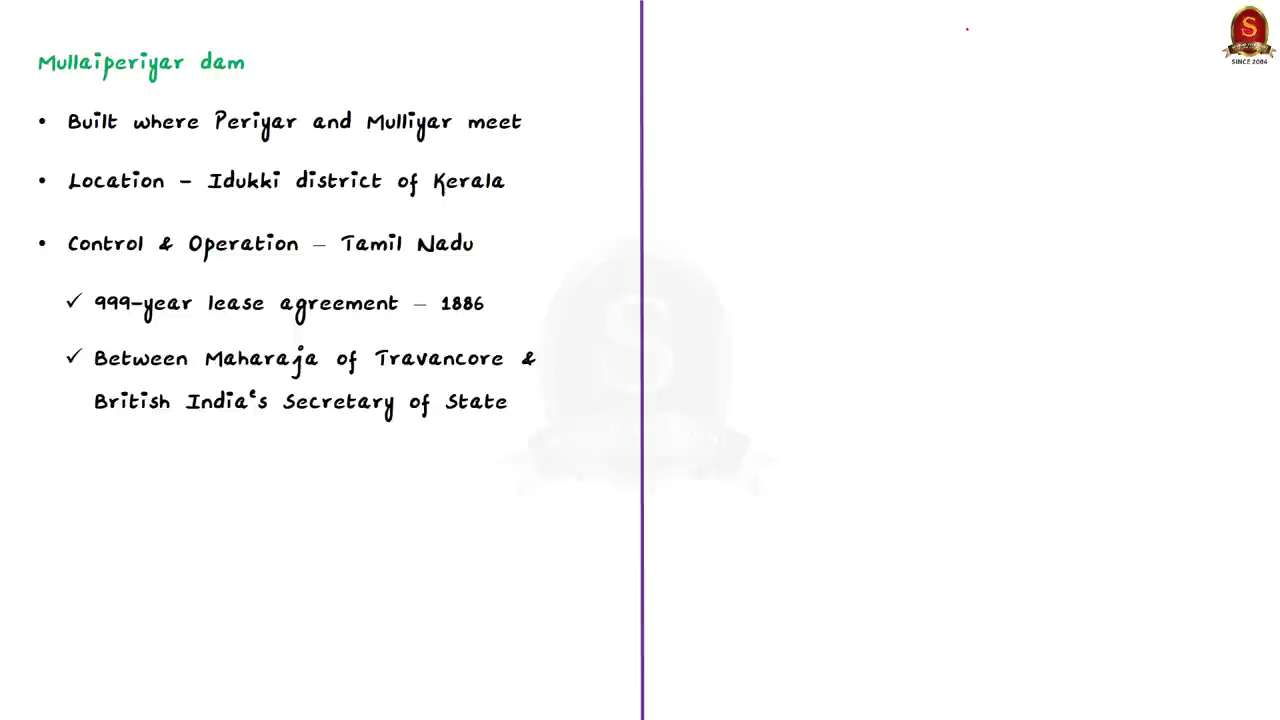 Mullaiperiyar dam
• Built where Periyar and Mulliyar meet
• Location - Idukki district of Kerala
• Control & Operation – Tamil Nadu
✓ 999-year lease agreement – 1886
✓ Between Maharaja of Travancore &
British India's Secretary of State
S
SINCE 2004